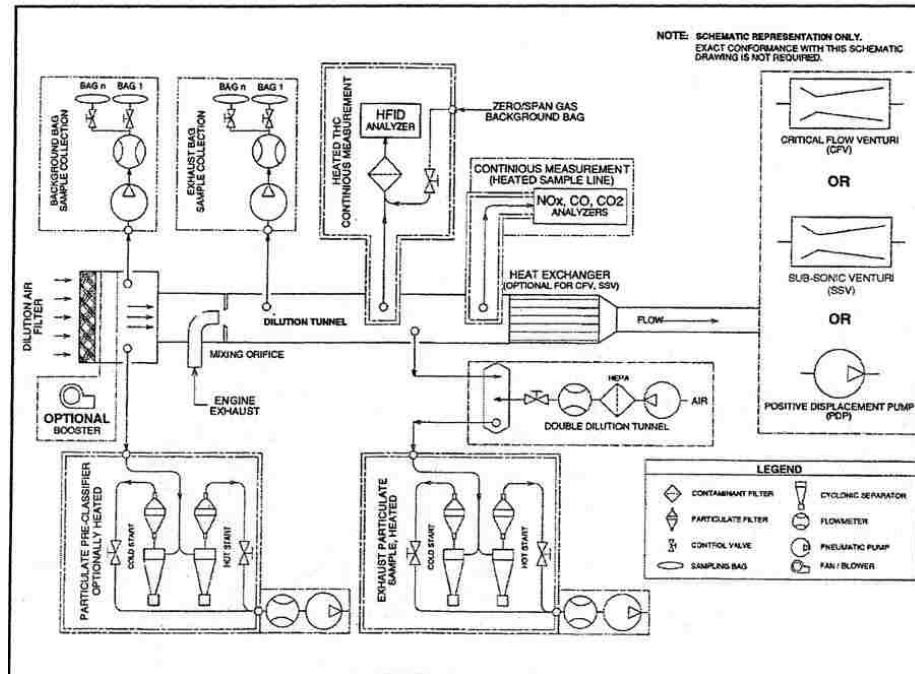 NOTE: SCHEMATIC REPRESENTATION ONLY.
EXACT CONFORMANCE WITH THIS SCHEMATIC
DRAWING IS NOT REQUIRED.
BAG n BAG 1
BACKGROUND BAG
SAMPLE COLLECTION
BAG n BAG 1
EXHAUST BAG
SAMPLE COLLECTION
HEATED THC
CONTINIOUS MEASUREMENT
HFID
ANALYZER
ZERO/SPAN GAS
BACKGROUND BAG
CONTINIOUS MEASUREMENT
(HEATED SAMPLE LINE)
NOx, CO, CO2
ANALYZERS
CRITICAL FLOW VENTURI
(CFV)
OR
SUB-SONIC VENTURI
(SSV)
OR
POSITIVE DISPLACEMENT PUMP
(PDP)
DILUTION AIR
FILTER
DILUTION TUNNEL
HEAT EXCHANGER
(OPTIONAL FOR CFV, SSV)
FLOW
MIXING ORIFICE
ENGINE
EXHAUST
OPTIONAL
BOOSTER
HEPA
AIR
DOUBLE DILUTION TUNNEL
PARTICULATE PRE-CLASSIFIER
OPTIONALLY HEATED
COLD START
HOT START
EXHAUST PARTICULATE
SAMPLE, HEATED
COLD START
HOT START
LEGEND
CONTAMINANT FILTER
PARTICULATE FILTER
CONTROL VALVE
SAMPLING BAG
CYCLONIC SEPARATOR
FLOWMETER
PNEUMATIC PUMP
FAN / BLOWER